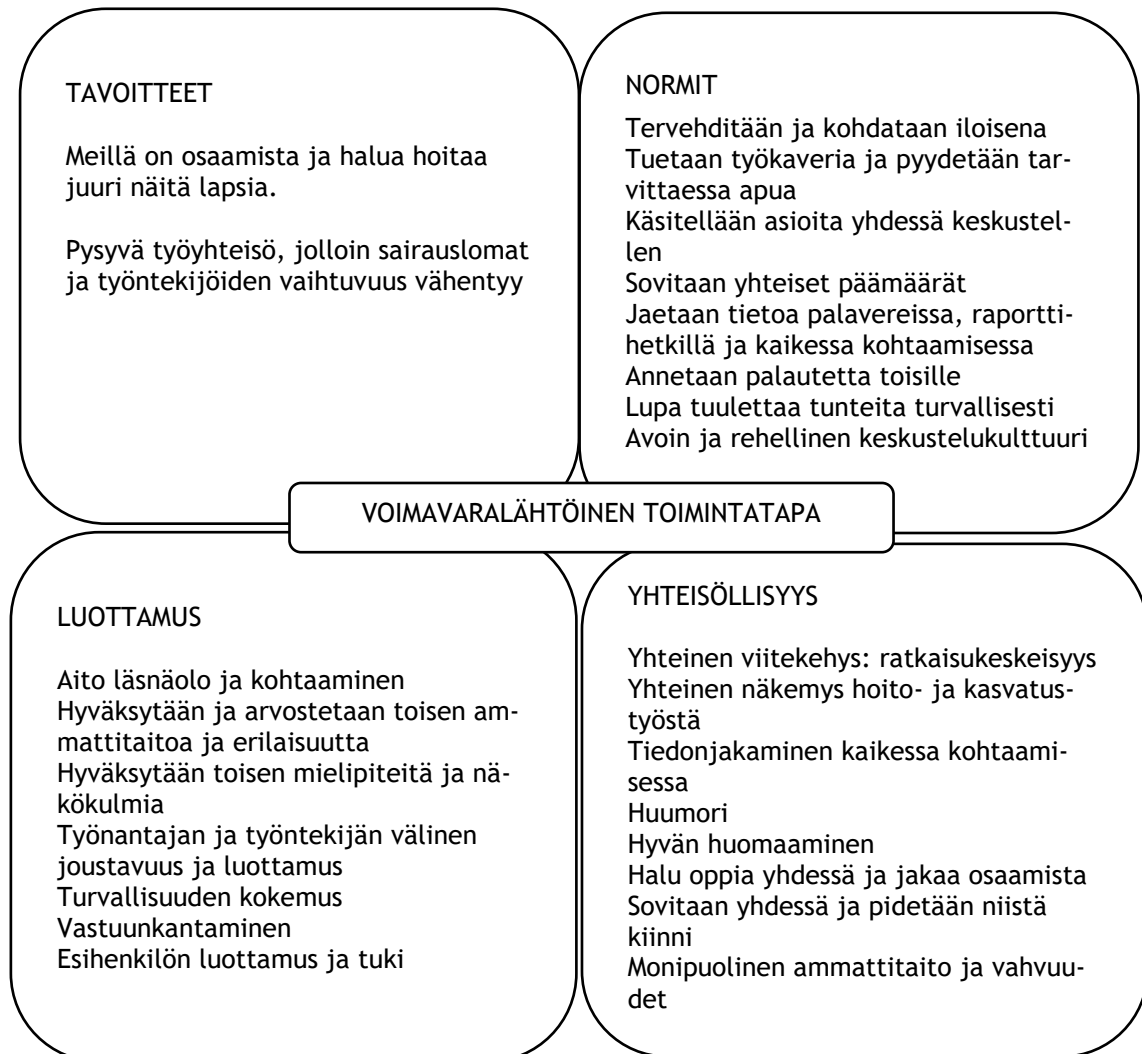 TAVOITTEET
Meillä on osaamista ja halua hoitaa
juuri näitä lapsia.
Pysyvä työyhteisö, jolloin sairauslomat
ja työntekijöiden vaihtuvuus vähentyy
NORMIT
Tervehditään ja kohdataan iloisena
Tuetaan työkaveria ja pyydetään tar-
vittaessa apua
Käsitellään asioita yhdessä keskustel-
len
Sovitaan yhteiset päämäärät
Jaetaan tietoa palavereissa, raportti-
hetkillä ja kaikessa kohtaamisessa
Annetaan palautetta toisille
Lupa tuulettaa tunteita turvallisesti
Avoin ja rehellinen keskustelukulttuuri
VOIMAVARALÄHTÖINEN TOIMINTATAPA
LUOTTAMUS
Aito läsnäolo ja kohtaaminen
Hyväksytään ja arvostetaan toisen am-
mattitaitoa ja erilaisuutta
Hyväksytään toisen mielipiteitä ja nä-
kökulmia
Työnantajan ja työntekijän välinen
joustavuus ja luottamus
Turvallisuuden kokemus
Vastuunkantaminen
Esihenkilön luottamus ja tuki
YHTEISÖLLISYYS
Yhteinen viitekehys: ratkaisukeskeisyys
Yhteinen näkemys hoito- ja kasvatus-
työstä
Tiedonjakaminen kaikessa kohtaami-
sessa
Huumori
Hyvän huomaaminen
Halu oppia yhdessä ja jakaa osaamista
Sovitaan yhdessä ja pidetään niistä
kiinni
Monipuolinen ammattitaito ja vahvuu-
det